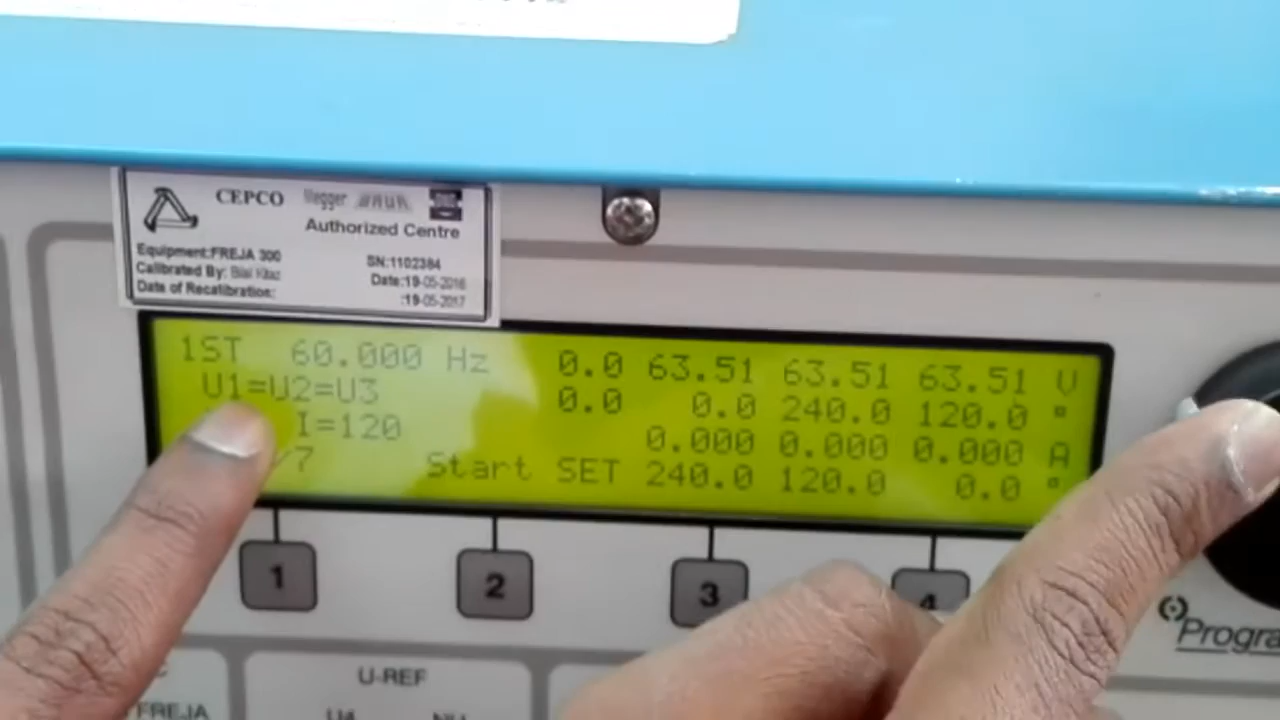 CEPCO Megger BAUR
Authorized Centre
Equipment:FREJA 300 SN:1102384
Calibrated By: Bilal Date:19-05-2016
Date of Recalibration: :19-05-2017
1ST 60.000 Hz 0.0 63.51 63.51 63.51 V
U1=U2=U3 0.0 0.0 240.0 120.0 °
I=120 0.000 0.000 0.000 A
/7 Start SET 240.0 120.0 0.0 °
1 2 3 4
Progra
U-REF
FREJA